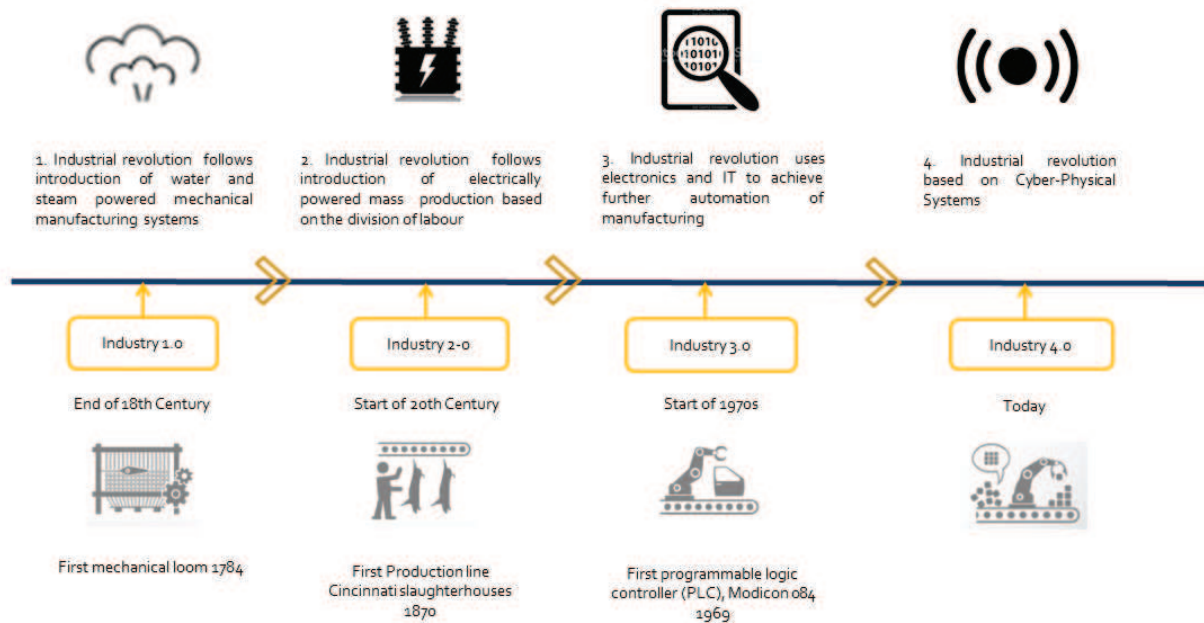 1010
010101
10101
1. Industrial revolution follows
introduction of water and
steam powered mechanical
manufacturing systems
2. Industrial revolution follows
introduction of electrically
powered mass production based
on the division of labour
3. Industrial revolution uses
electronics and IT to achieve
further automation of
manufacturing
4. Industrial revolution
based on Cyber-Physical
Systems
Industry 1.0
Industry 2-0
Industry 3.0
Industry 4.0
End of 18th Century
Start of 20th Century
Start of 1970s
Today
First mechanical loom 1784
First Production line
Cincinnati slaughterhouses
1870
First programmable logic
controller (PLC), Modicon 084
1969